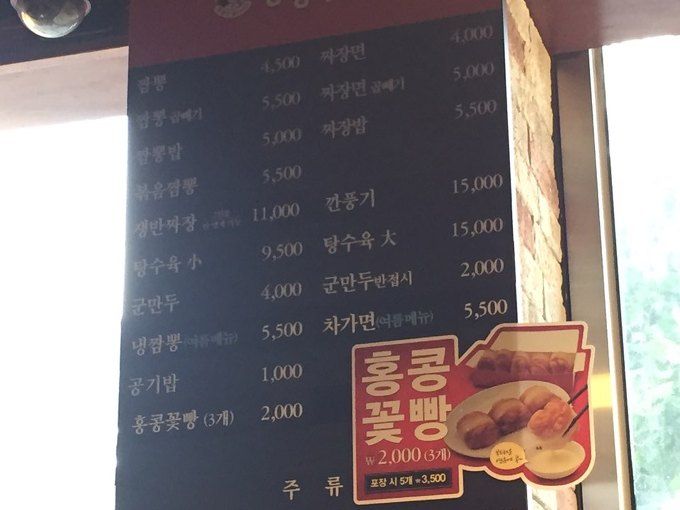 짬뽕 4,500
짬뽕 곱빼기 5,500
짬뽕밥 5,000
볶음짬뽕 5,500
쟁반짜장 11,000
탕수육 小 9,500
군만두 4,000
냉짬뽕(여름메뉴) 5,500
공기밥 1,000
홍콩꽃빵 (3개) 2,000
짜장면 4,000
짜장면 곱빼기 5,000
짜장밥 5,500
깐풍기 15,000
탕수육 大 15,000
군만두반접시 2,000
차가면(여름메뉴) 5,500
주 류
홍콩
꽃빵
₩2,000(3개)
포장 시 5개 ₩3,500